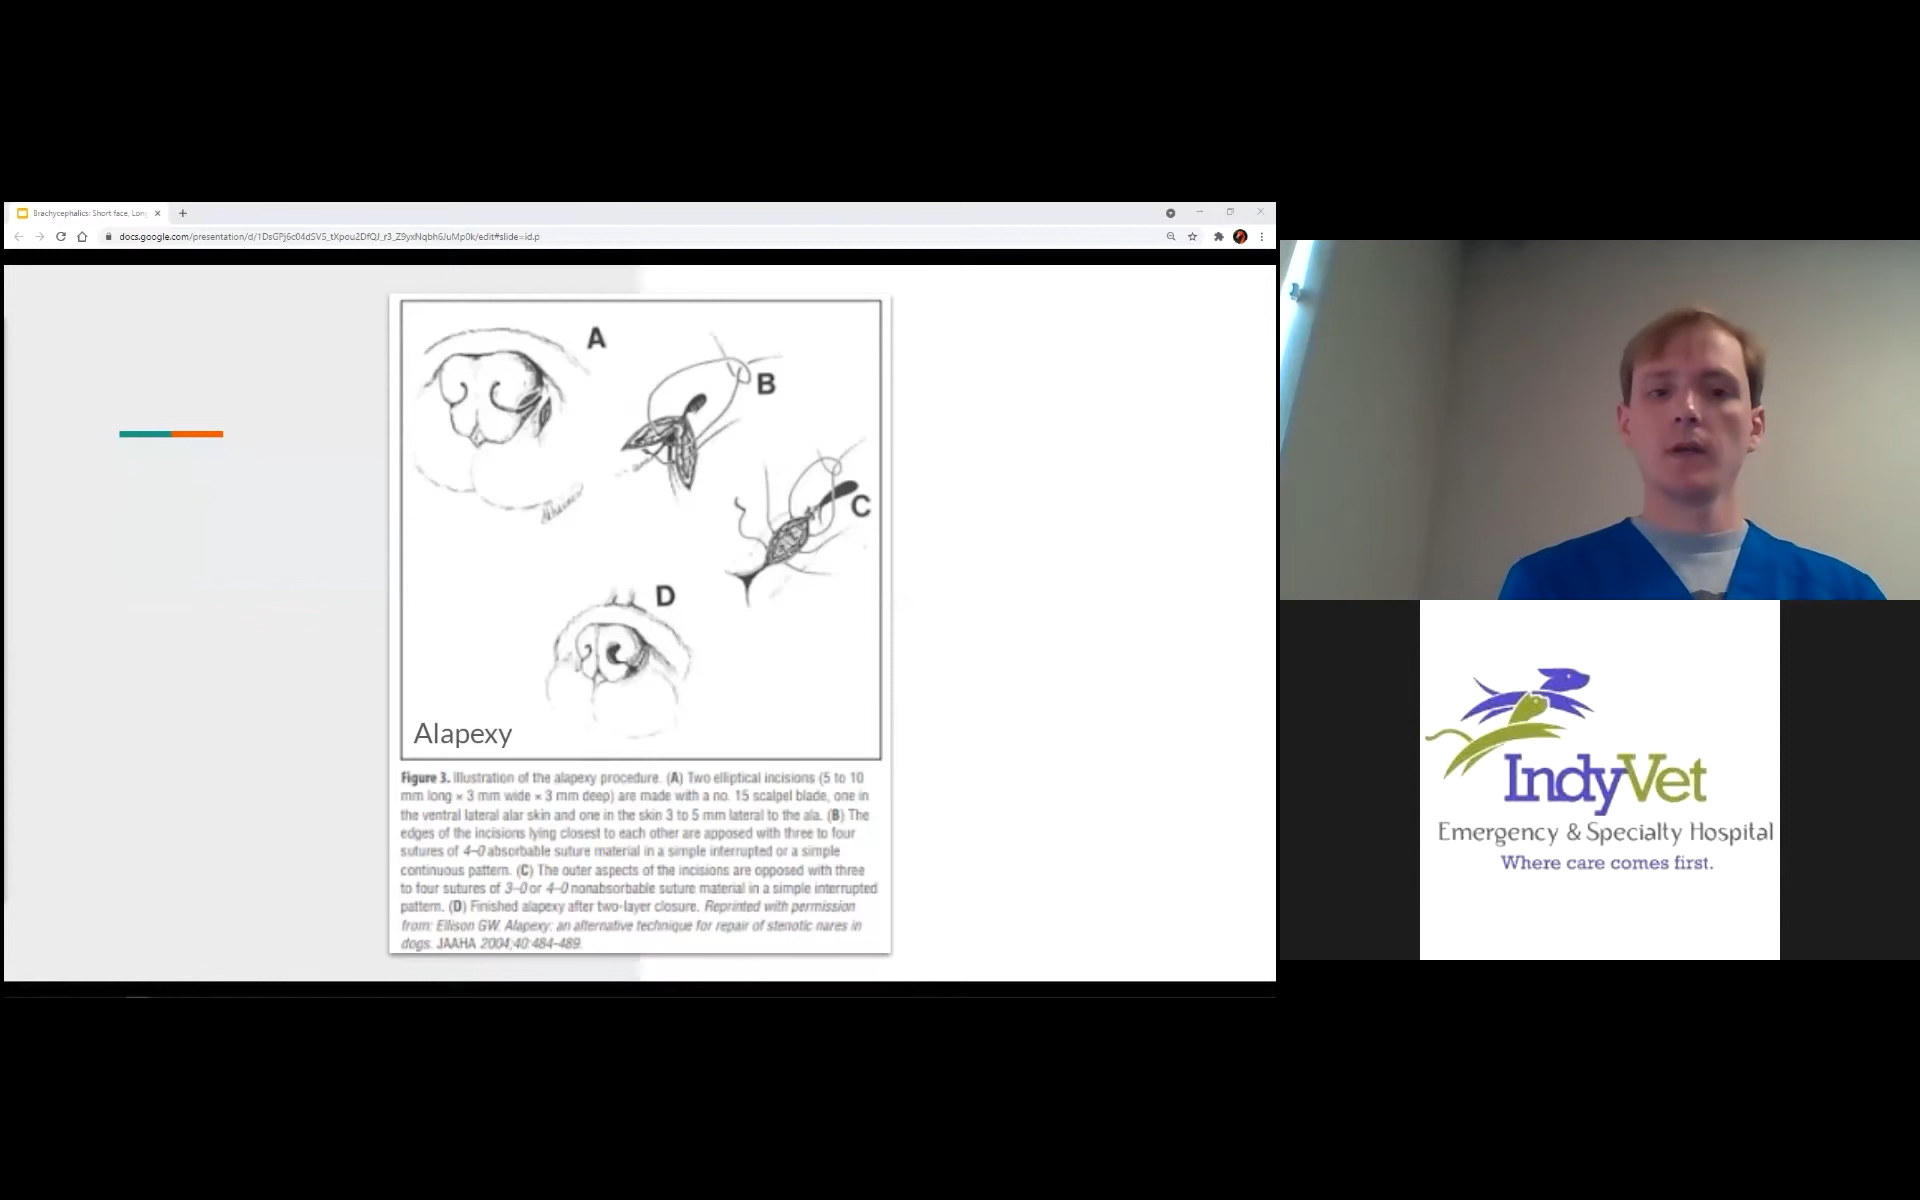 Brachycephalics: Short face, Lon
docs.google.com/presentation/d/1DsGPj6c04dSV5_tXpou2DfQJ_r3_Z9yxNqbh6JuMp0k/edit#slide=id.p
A
B
C
D
Alapexy
Figure 3. Illustration of the alapexy procedure. (A) Two elliptical incisions (5 to 10
mm long × 3 mm wide × 3 mm deep) are made with a no. 15 scalpel blade, one in
the ventral lateral alar skin and one in the skin 3 to 5 mm lateral to the ala. (B) The
edges of the incisions lying closest to each other are apposed with three to four
sutures of 4–0 absorbable suture material in a simple interrupted or a simple
continuous pattern. (C) The outer aspects of the incisions are opposed with three
to four sutures of 3–0 or 4–0 nonabsorbable suture material in a simple interrupted
pattern. (D) Finished alapexy after two-layer closure. Reprinted with permission
from: Ellison GW. Alapexy: an alternative technique for repair of stenotic nares in
dogs. JAAHA 2004;40:484–489.
IndyVet
Emergency & Specialty Hospital
Where care comes first.